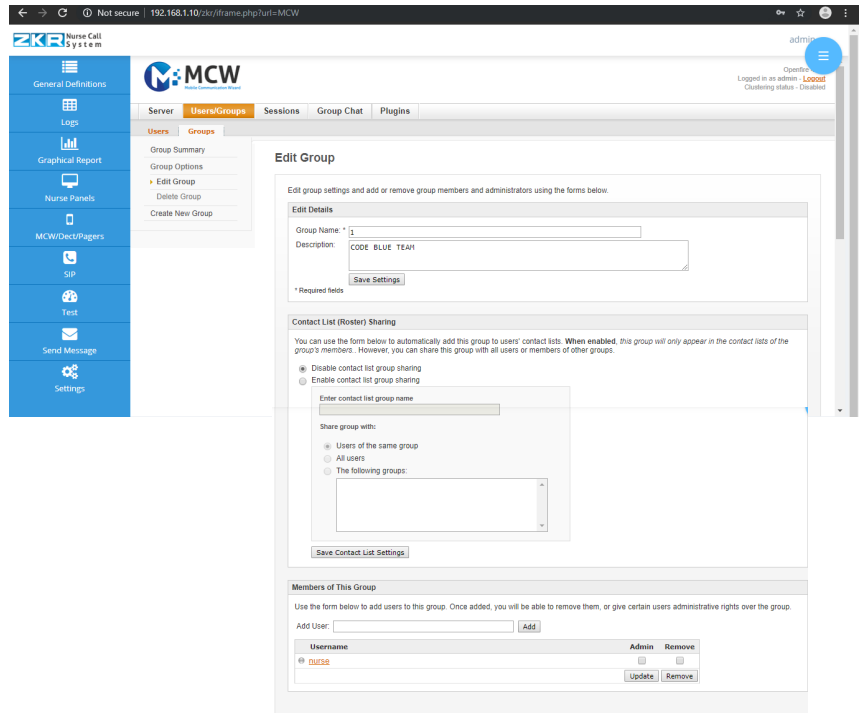 Not secure | 192.168.1.10/zkr/iframe.php?url=MCW
ZKR Nurse Call System
admin
General Definitions
Logs
Graphical Report
Nurse Panels
MCW/Dect/Pagers
SIP
Test
Send Message
Settings
MCW
Mobile Communication Wizard
Openfire
Logged in as admin - Logout
Clustering status - Disabled
Server Users/Groups Sessions Group Chat Plugins
Users Groups
Group Summary
Group Options
Edit Group
Delete Group
Create New Group
Edit Group
Edit group settings and add or remove group members and administrators using the forms below.
Edit Details
Group Name: * 1
Description: CODE BLUE TEAM
Save Settings
* Required fields
Contact List (Roster) Sharing
You can use the form below to automatically add this group to users' contact lists. When enabled, this group will only appear in the contact lists of the
group's members.. However, you can share this group with all users or members of other groups.
Disable contact list group sharing
Enable contact list group sharing
Enter contact list group name
Share group with:
Users of the same group
All users
The following groups:
Save Contact List Settings
Members of This Group
Use the form below to add users to this group. Once added, you will be able to remove them, or give certain users administrative rights over the group.
Add User: Add
Username Admin Remove
nurse
Update Remove